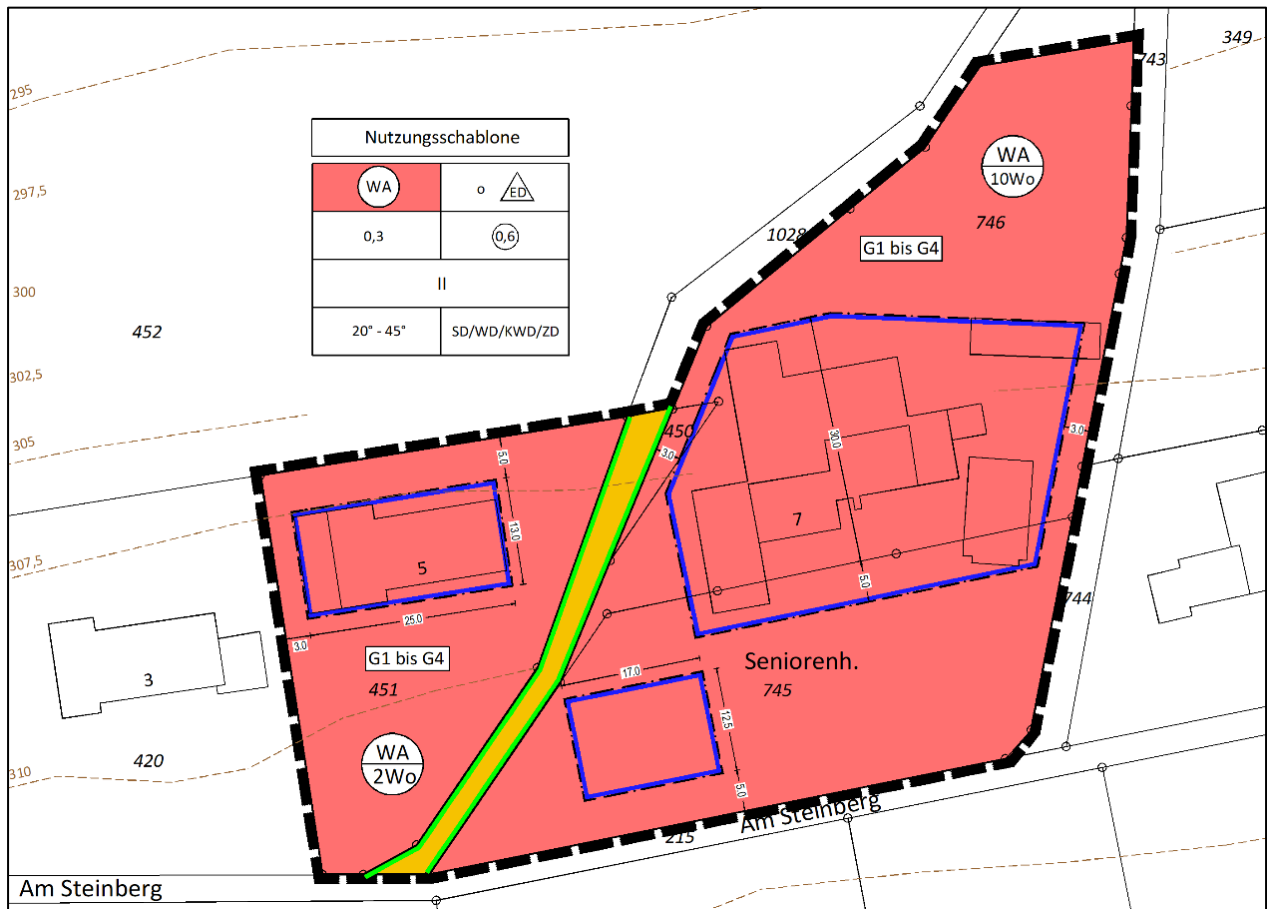 349
743
295
Nutzungsschablone
WA
o
ED
0,3
0,6
II
20° - 45°
SD/WD/KWD/ZD
WA
10Wo
746
G1 bis G4
1028
297,5
300
452
302,5
305
307,5
450
3.0
5.0
13.0
5
25.0
3.0
30.0
3.0
7
5.0
744
G1 bis G4
451
WA
2Wo
Seniorenh.
745
17.0
12.5
5.0
3
420
310
Am Steinberg
215
Am Steinberg